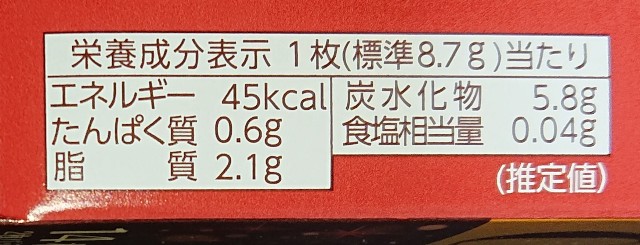 栄養成分表示 1枚(標準8.7g)当たり
エネルギー 45kcal
たんぱく質 0.6g
脂 質 2.1g
炭水化物 5.8g
食塩相当量 0.04g
(推定値)